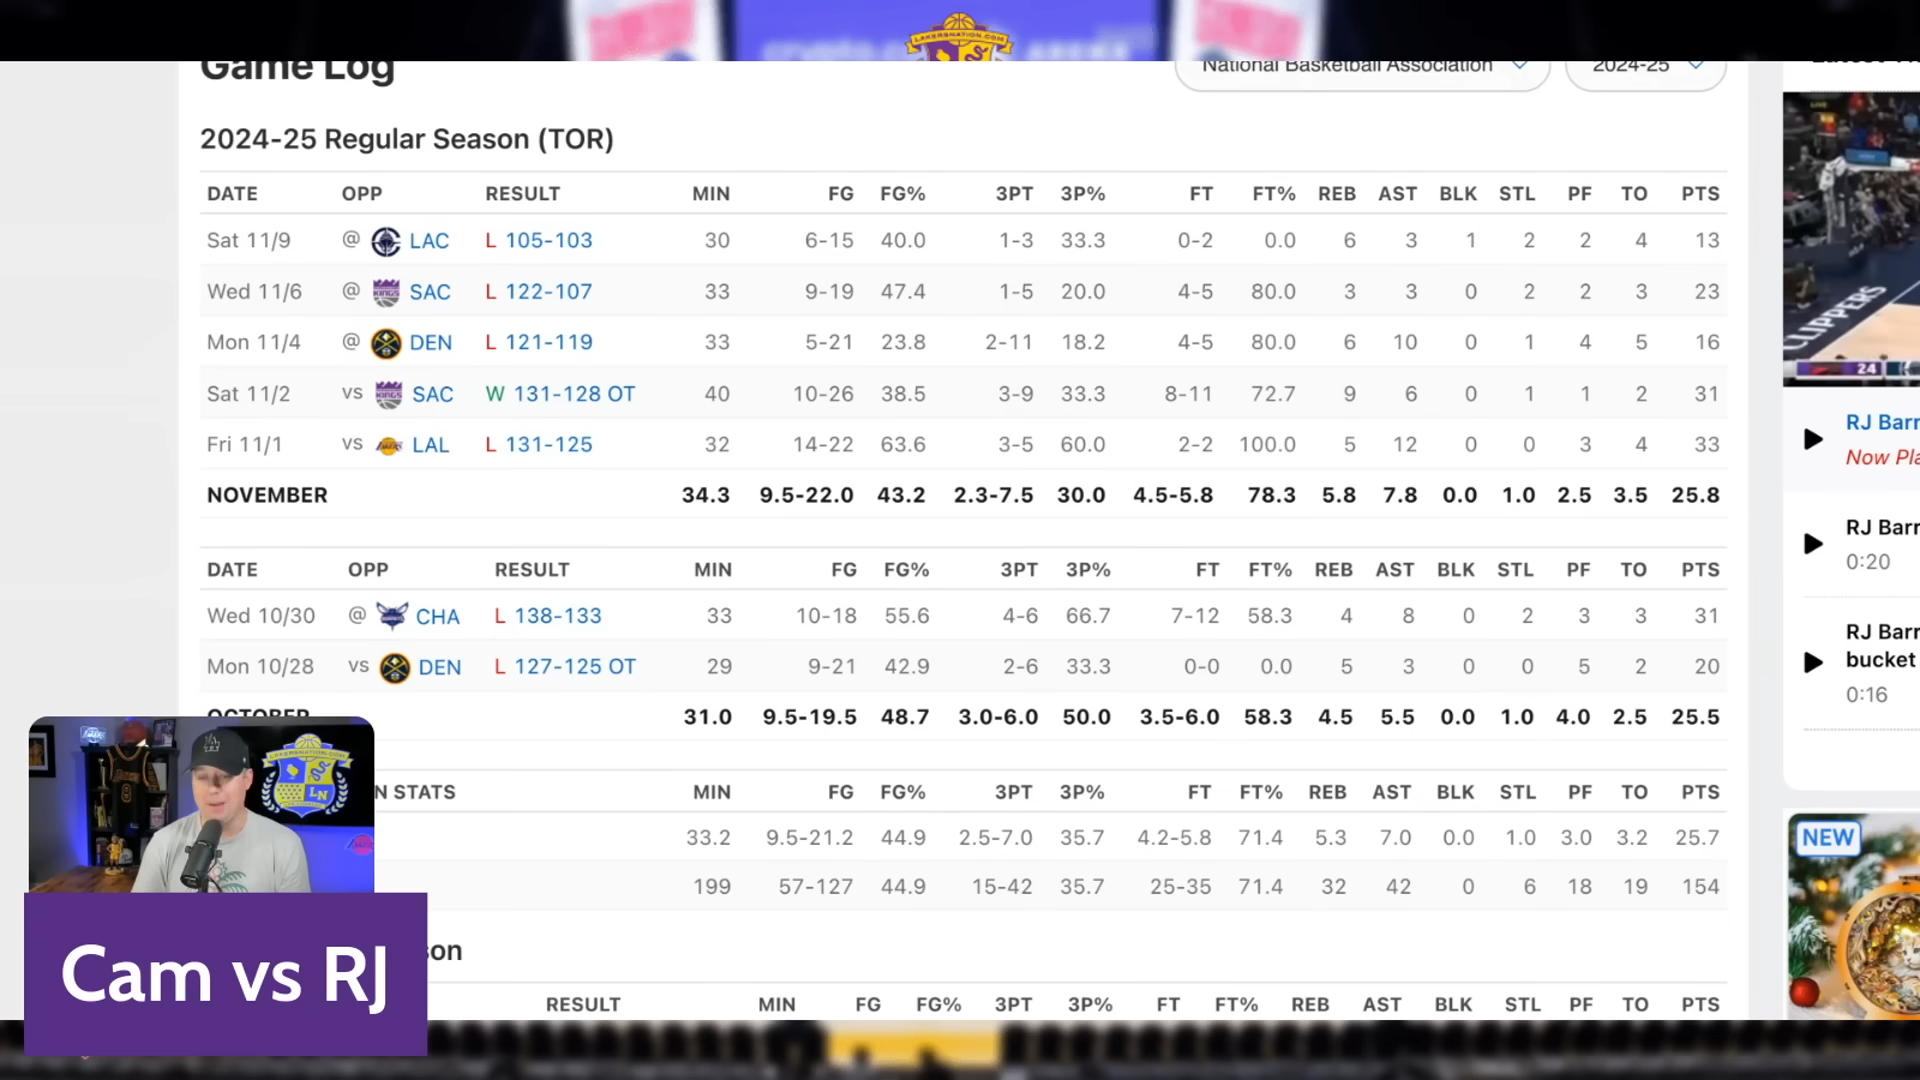 LAKERSNATION.COM
Game Log
National Basketball Association
2024-25
2024-25 Regular Season (TOR)
DATE OPP RESULT MIN FG FG% 3PT 3P% FT FT% REB AST BLK STL PF TO PTS
Sat 11/9 @ LAC L 105-103 30 6-15 40.0 1-3 33.3 0-2 0.0 6 3 1 2 2 4 13
Wed 11/6 @ SAC L 122-107 33 9-19 47.4 1-5 20.0 4-5 80.0 3 3 0 2 2 3 23
Mon 11/4 @ DEN L 121-119 33 5-21 23.8 2-11 18.2 4-5 80.0 6 10 0 1 4 5 16
Sat 11/2 vs SAC W 131-128 OT 40 10-26 38.5 3-9 33.3 8-11 72.7 9 6 0 1 1 2 31
Fri 11/1 vs LAL L 131-125 32 14-22 63.6 3-5 60.0 2-2 100.0 5 12 0 0 3 4 33
NOVEMBER 34.3 9.5-22.0 43.2 2.3-7.5 30.0 4.5-5.8 78.3 5.8 7.8 0.0 1.0 2.5 3.5 25.8
DATE OPP RESULT MIN FG FG% 3PT 3P% FT FT% REB AST BLK STL PF TO PTS
Wed 10/30 @ CHA L 138-133 33 10-18 55.6 4-6 66.7 7-12 58.3 4 8 0 2 3 3 31
Mon 10/28 vs DEN L 127-125 OT 29 9-21 42.9 2-6 33.3 0-0 0.0 5 3 0 0 5 2 20
OCTOBER 31.0 9.5-19.5 48.7 3.0-6.0 50.0 3.5-6.0 58.3 4.5 5.5 0.0 1.0 4.0 2.5 25.5
N STATS MIN FG FG% 3PT 3P% FT FT% REB AST BLK STL PF TO PTS
33.2 9.5-21.2 44.9 2.5-7.0 35.7 4.2-5.8 71.4 5.3 7.0 0.0 1.0 3.0 3.2 25.7
199 57-127 44.9 15-42 35.7 25-35 71.4 32 42 0 6 18 19 154
son
RESULT MIN FG FG% 3PT 3P% FT FT% REB AST BLK STL PF TO PTS
CLIPPERS
24
RJ Barr
Now Pla
RJ Barr
0:20
RJ Barr
bucket
0:16
NEW
LN
Cam vs RJ